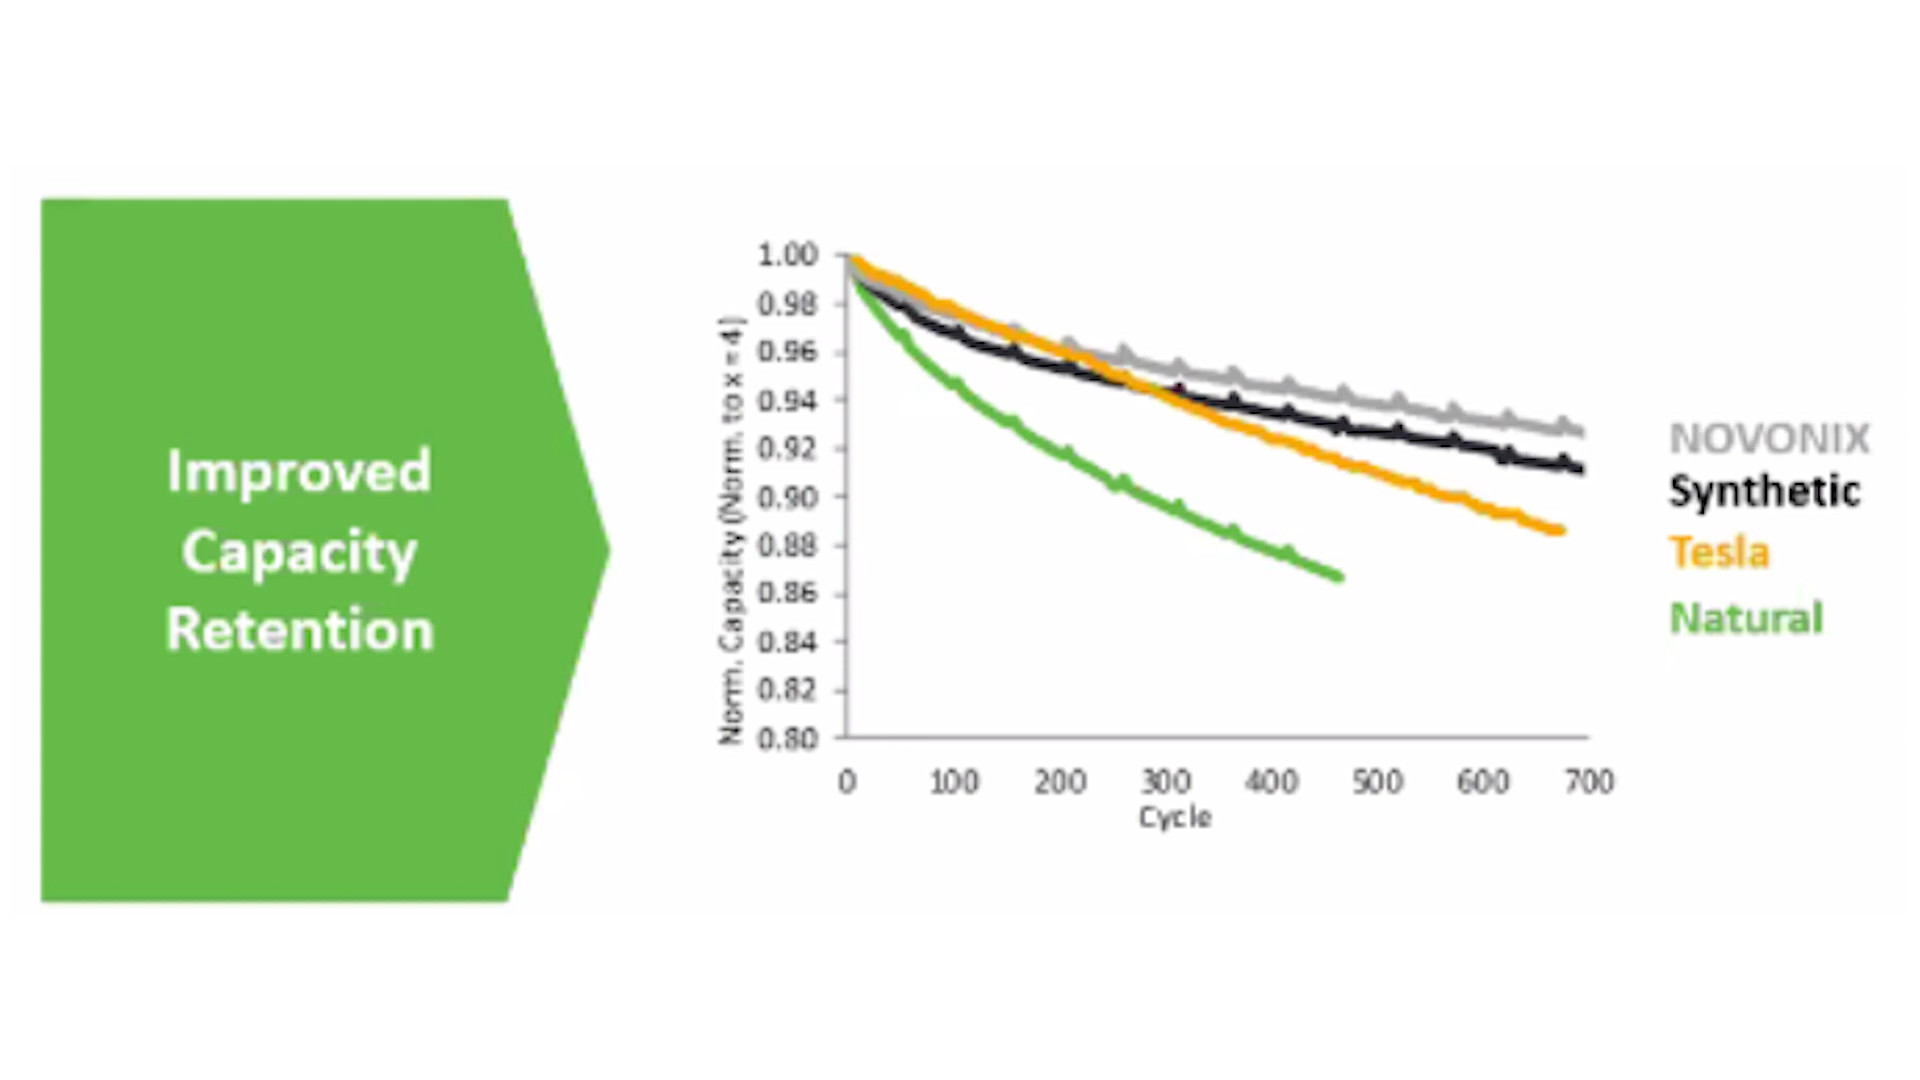 Improved
Capacity
Retention
Norm. Capacity (Norm. to x = 4)
1.00
0.98
0.96
0.94
0.92
0.90
0.88
0.86
0.84
0.82
0.80
0 100 200 300 400 500 600 700
Cycle
NOVONIX
Synthetic
Tesla
Natural